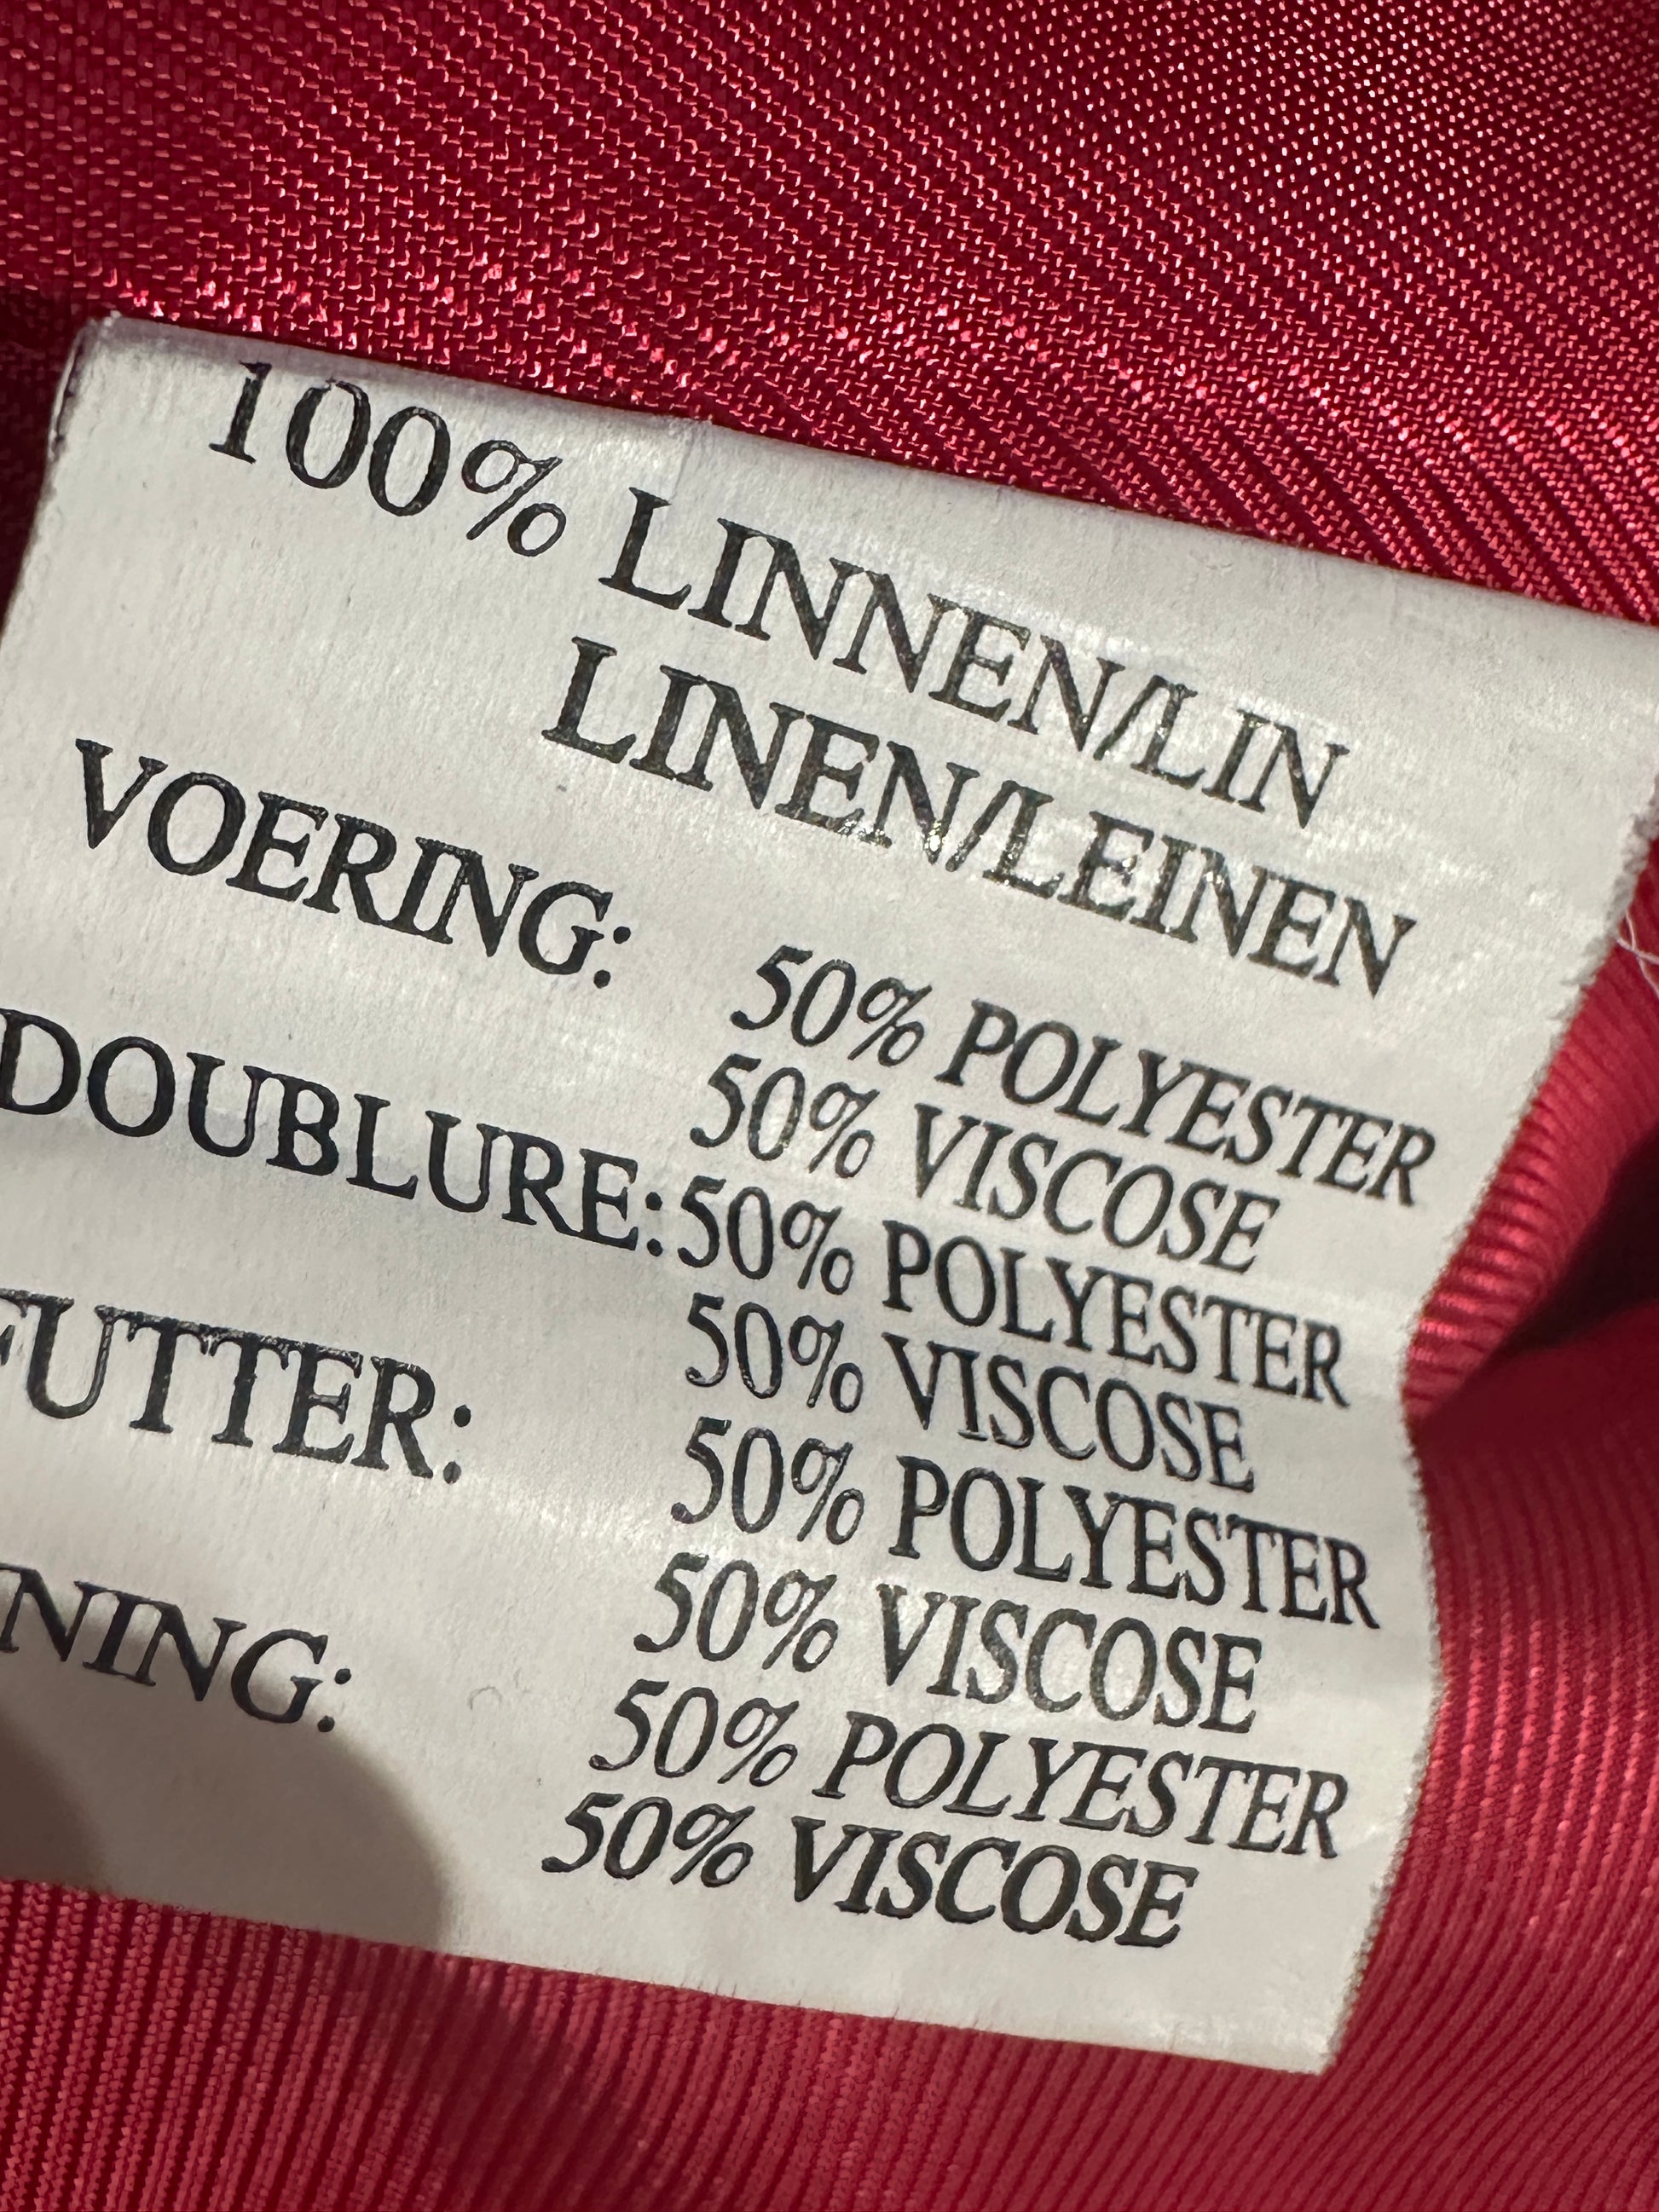 100% LINNEN/LIN
LINEN/LEINEN
VOERING: 50% POLYESTER
50% VISCOSE
DOUBLURE: 50% POLYESTER
50% VISCOSE
FUTTER: 50% POLYESTER
50% VISCOSE
NING: 50% POLYESTER
50% VISCOSE